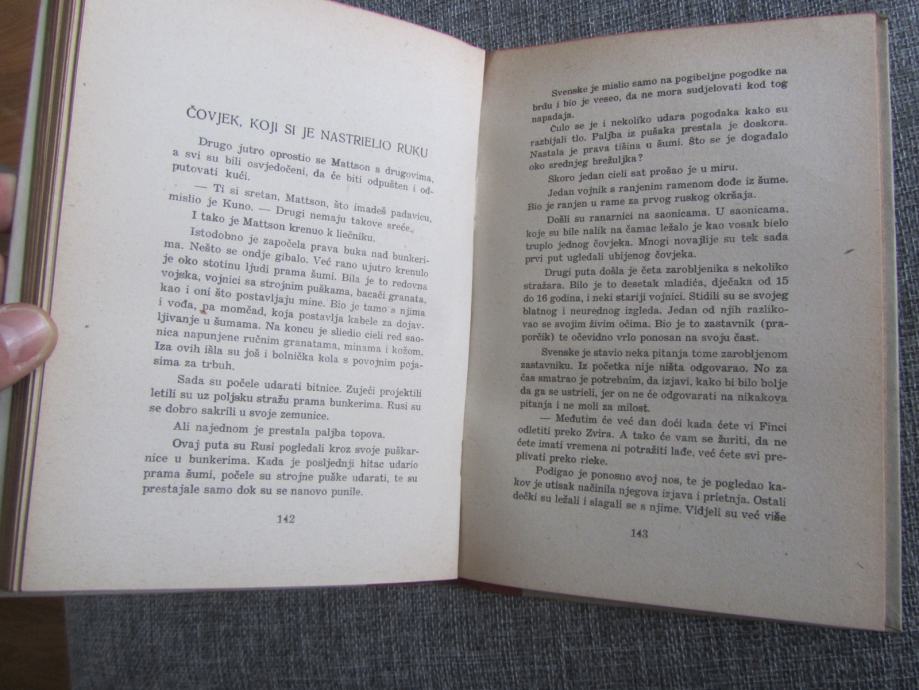 ČOVJEK, KOJI SI JE NASTRIELIO RUKU
Drugo jutro oprostio se Mattson s drugovima,
a svi su bili osvjedočeni, da će biti odpušten i od-
putovati kući.
— Ti si sretan, Mattson, što imadeš padavicu,
mislio je Kuno. — Drugi nemaju takove sreće.
I tako je Mattson krenuo k liečniku.
Istodobno je započela prava buka nad bunkeri-
ma. Nešto se ondje gibalo. Već rano ujutro krenulo
je oko stotinu ljudi prama šumi. Bila je to redovna
vojska, vojnici sa strojnim puškama, bacači granata,
kao i oni što postavljaju mine. Bio je tamo s njima
i vođa, pa momčad, koja postavlja kabele za dojav-
ljivanje u šumama. Na koncu je sliedio cieli red sao-
nica napunjene ručnim granatama, minama i kožom.
Iza ovih išla su još i bolnička kola s povojnim poja-
sima za trbuh.
Sada su počele udarati bitnice. Zujeći projektili
letili su uz poljsku stražu prama bunkerima. Rusi su
se dobro sakrili u svoje zemunice.
Ali najednom je prestala paljba topova.
Ovaj puta su Rusi pogledali kroz svoje puškar-
nice u bunkerima. Kada je posljednji hitac udario
prama šumi, počele su strojne puške udarati, te su
prestajale samo dok su se nanovo punile.
142
Svenske je mislio samo na pogibeljne pogodke na
brdu i bio je veseo, da ne mora sudjelovati kod tog
napadaja.
Čulo se je i nekoliko udara pogodaka kako su
razbijali tlo. Paljba iz pušaka prestala je doskora.
Nastala je prava tišina u šumi. Što se je događalo
oko srednjeg brežuljka?
Skoro jedan cieli sat prošao je u miru.
Jedan vojnik s ranjenim ramenom dođe iz šume.
Bio je ranjen u rame za prvog ruskog okršaja.
Došli su ranarnici na saonicama. U saonicama,
koje su bile nalik na čamac ležalo je kao vosak bielo
truplo jednog čovjeka. Mnogi novajlije su tek sada
prvi put ugledali ubijenog čovjeka.
Drugi puta došla je četa zarobljenika s nekoliko
stražara. Bilo je to desetak mladića, dječaka od 15
do 16 godina, i neki stariji vojnici. Stidili su se svojeg
blatnog i neurednog izgleda. Jedan od njih razliko-
vao se svojim živim očima. Bio je to zastavnik (pra-
porčik) te očevidno vrlo ponosan na svoju čast.
Svenske je stavio neka pitanja tome zarobljenom
zastavniku. Iz početka nije ništa odgovarao. No za
čas smatrao je potrebnim, da izjavi, kako bi bilo bolje
da ga se ustrieli, jer on ne će odgovarati na nikakova
pitanja i ne moli za milost.
— Međutim će već dan doći kada ćete vi Finci
odletiti preko Zvira. A tako će vam se žuriti, da ne
ćete imati vremena ni potražiti lađe, već ćete svi pre-
plivati preko rieke.
Podigao je ponosno svoj nos, te je pogledao ka-
kov je utisak načinila njegova izjava i prietnja. Ostali
dečki su ležali i slagali se s njime. Vidjeli su već više
143